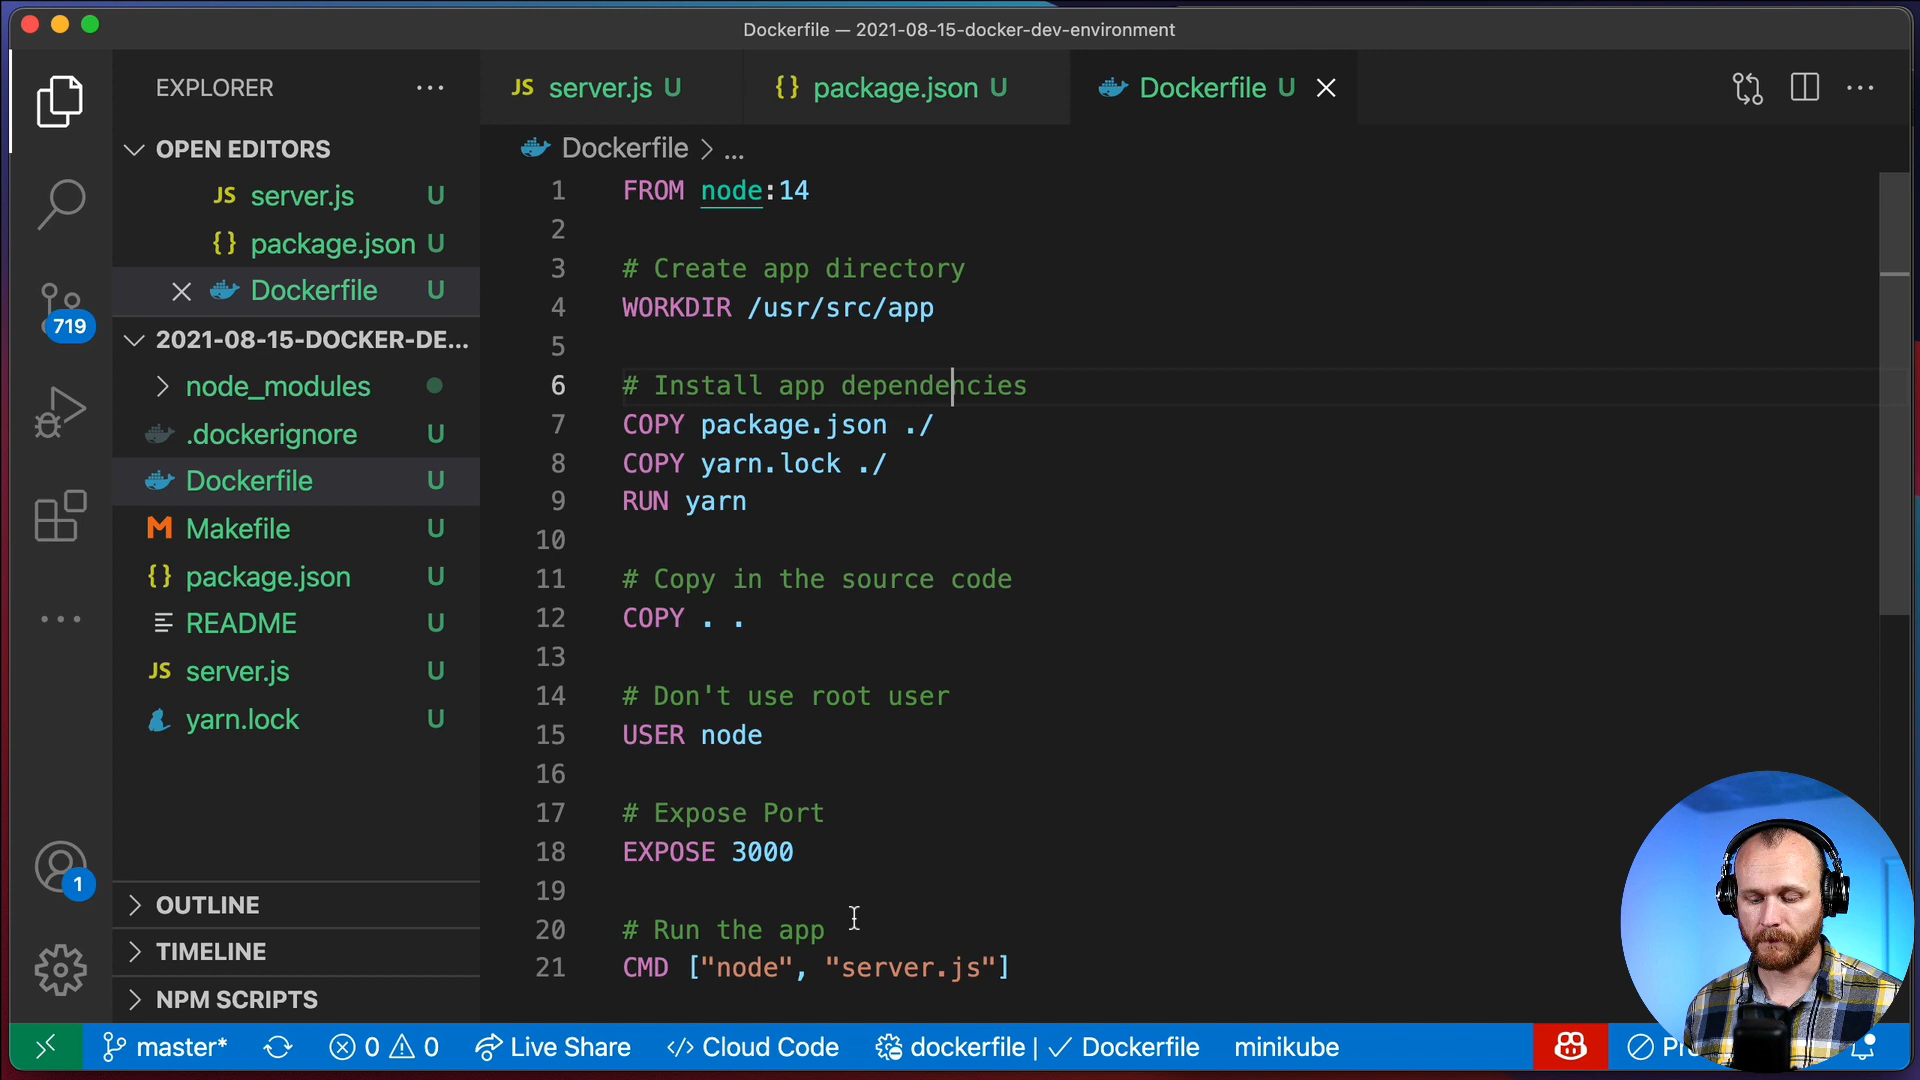 Dockerfile — 2021-08-15-docker-dev-environment
EXPLORER
OPEN EDITORS
JS server.js U
{} package.json U
Dockerfile U
2021-08-15-DOCKER-DE...
node_modules
.dockerignore U
Dockerfile U
M Makefile U
{} package.json U
README U
JS server.js U
yarn.lock U
OUTLINE
TIMELINE
NPM SCRIPTS
719
1
JS server.js U
{} package.json U
Dockerfile U
Dockerfile > ...
1 FROM node:14
2
3 # Create app directory
4 WORKDIR /usr/src/app
5
6 # Install app dependencies
7 COPY package.json ./
8 COPY yarn.lock ./
9 RUN yarn
10
11 # Copy in the source code
12 COPY . .
13
14 # Don't use root user
15 USER node
16
17 # Expose Port
18 EXPOSE 3000
19
20 # Run the app
21 CMD ["node", "server.js"]
master* 0 0 Live Share </> Cloud Code dockerfile | ✓ Dockerfile minikube